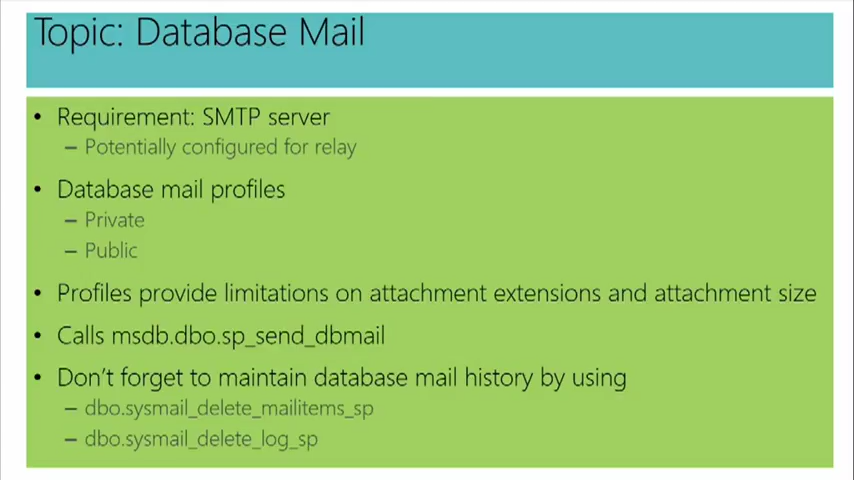 Topic: Database Mail
• Requirement: SMTP server
– Potentially configured for relay
• Database mail profiles
– Private
– Public
• Profiles provide limitations on attachment extensions and attachment size
• Calls msdb.dbo.sp_send_dbmail
• Don't forget to maintain database mail history by using
– dbo.sysmail_delete_mailitems_sp
– dbo.sysmail_delete_log_sp